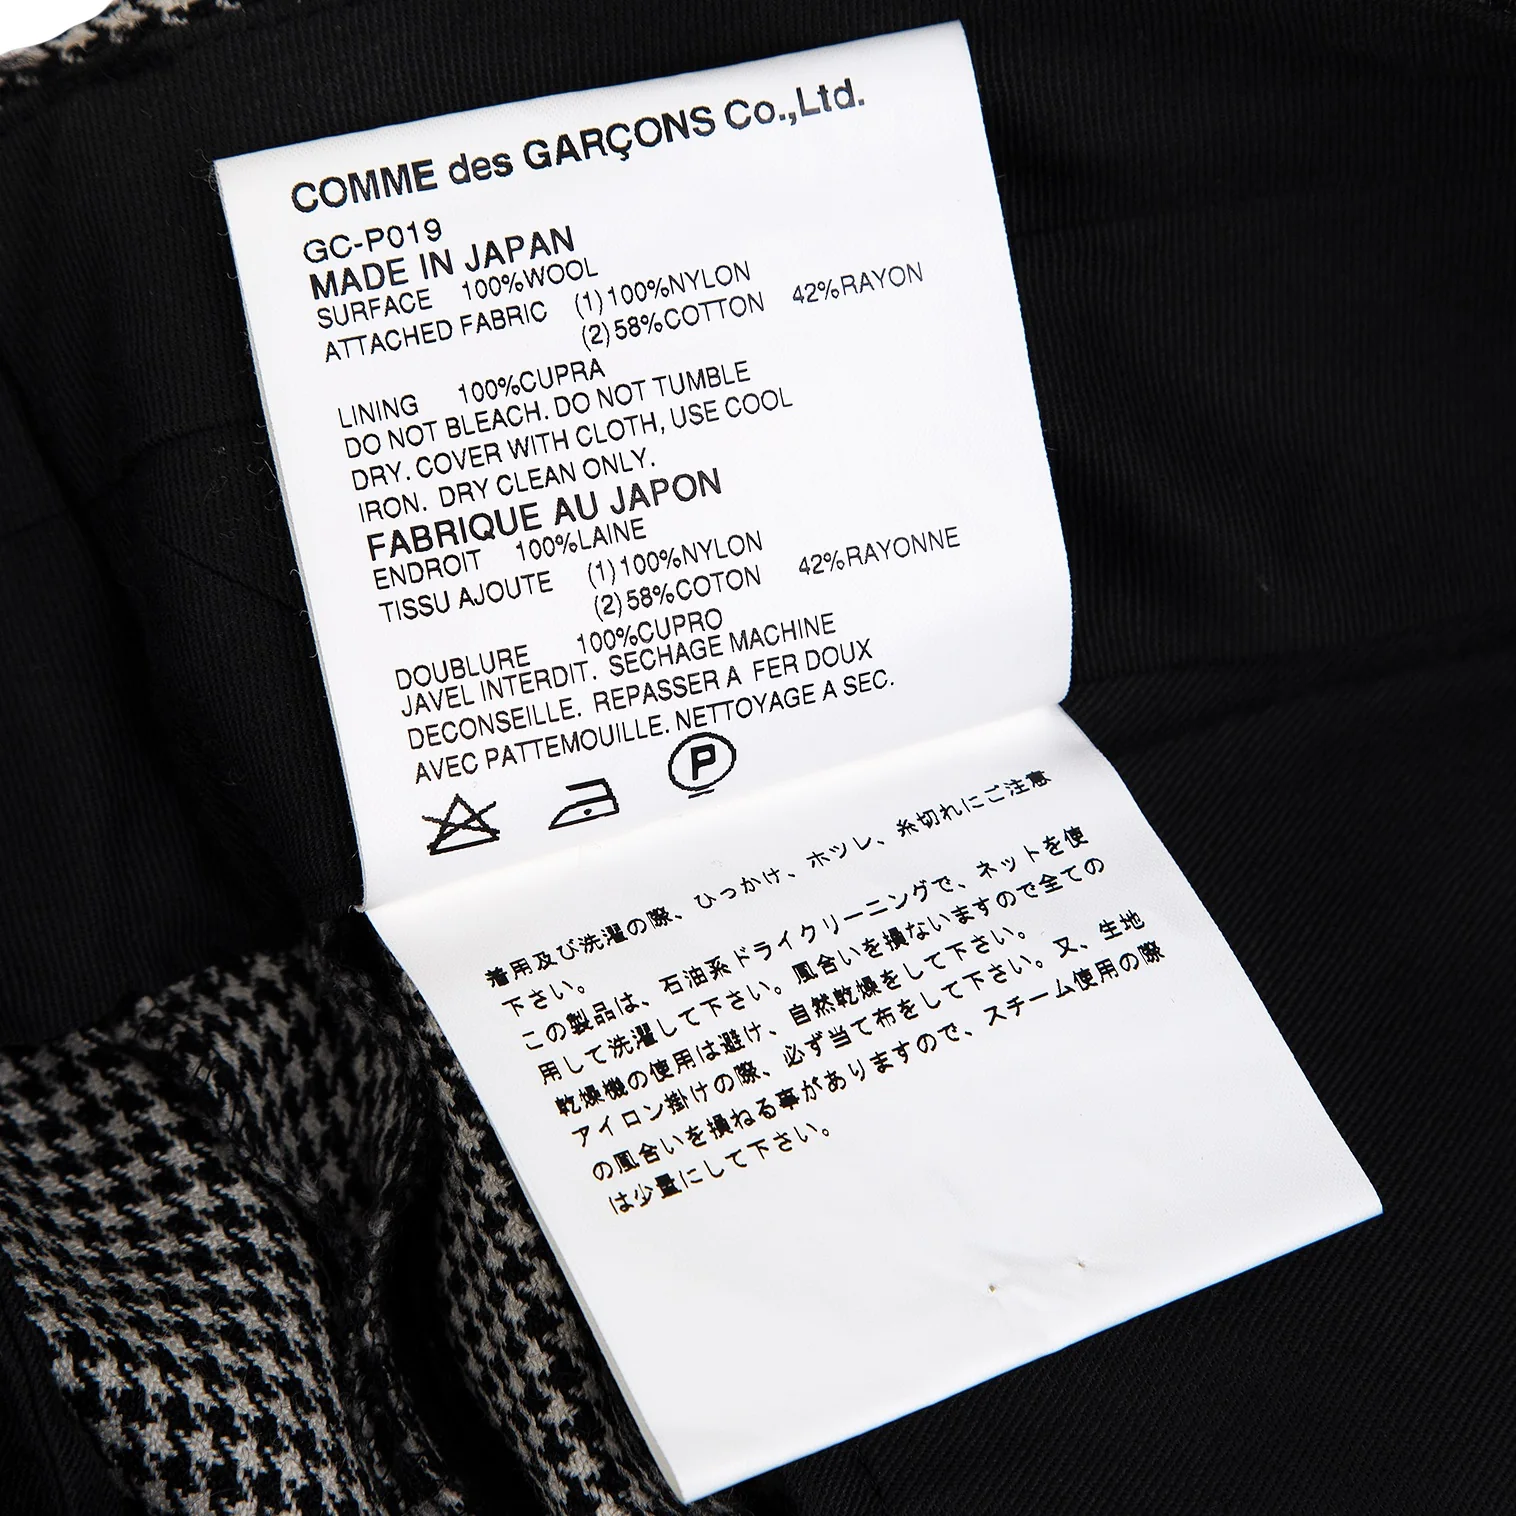 COMME des GARÇONS Co.,Ltd.
GC-P019
MADE IN JAPAN
SURFACE 100%WOOL
ATTACHED FABRIC (1)100%NYLON
(2)58%COTTON 42%RAYON
LINING 100%CUPRA
DO NOT BLEACH. DO NOT TUMBLE
DRY. COVER WITH CLOTH, USE COOL
IRON. DRY CLEAN ONLY.
FABRIQUE AU JAPON
ENDROIT 100%LAINE
TISSU AJOUTE (1)100%NYLON
(2)58%COTON 42%RAYONNE
DOUBLURE 100%CUPRO
JAVEL INTERDIT. SECHAGE MACHINE
DECONSEILLE. REPASSER A FER DOUX
AVEC PATTEMOUILLE. NETTOYAGE A SEC.
P
着用及び洗濯の際、ひっかけ、ホツレ、糸切れにご注意
下さい。
この製品は、石油系ドライクリーニングで、ネットを使
用して洗濯して下さい。風合いを損ないますので全ての
乾燥機の使用は避け、自然乾燥をして下さい。
アイロン掛けの際、必ず当て布をして下さい。又、生地
の風合いを損ねる事がありますので、スチーム使用の際
は少量にして下さい。